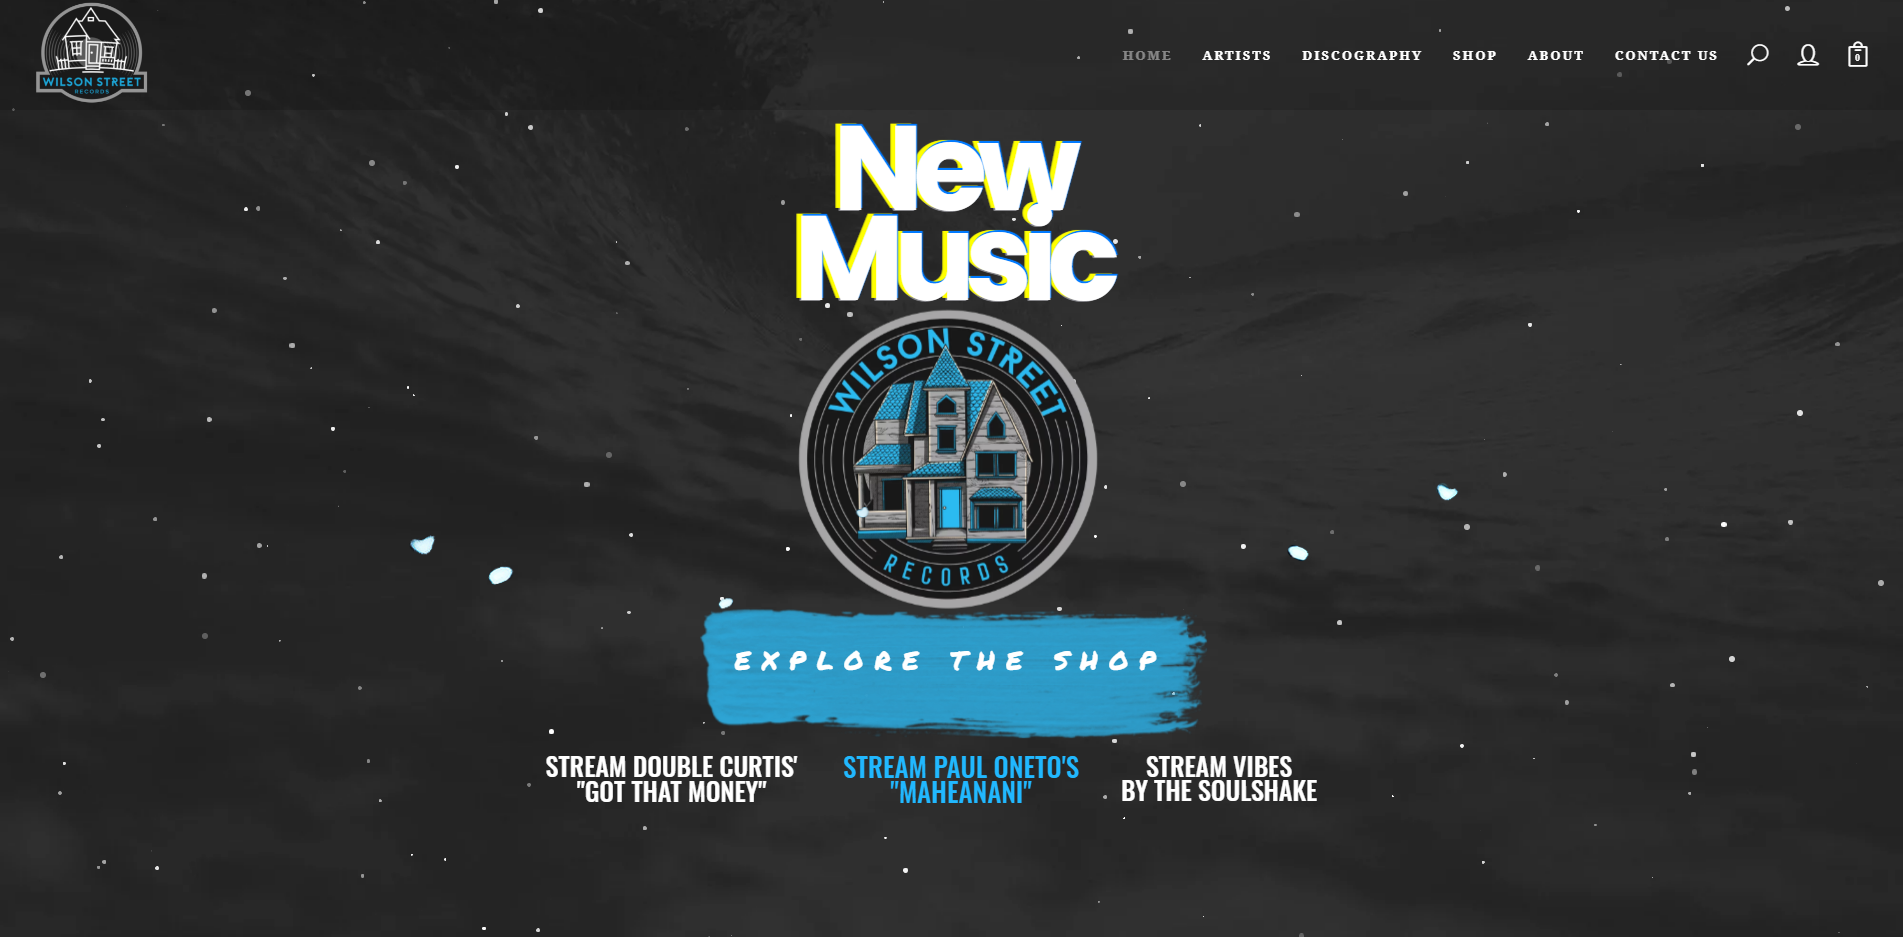 WILSON STREET
RECORDS
HOME ARTISTS DISCOGRAPHY SHOP ABOUT CONTACT US 0
New
Music
WILSON STREET
RECORDS
EXPLORE THE SHOP
STREAM DOUBLE CURTIS'
"GOT THAT MONEY"
STREAM PAUL ONETO'S
"MAHEANANI"
STREAM VIBES
BY THE SOULSHAKE